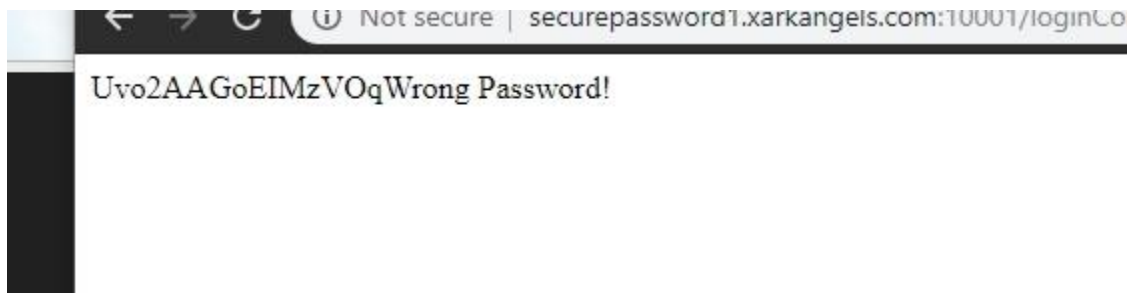 Not secure | securepassword1.xarkangels.com:10001/loginCo
Uvo2AAGoEIMzVOqWrong Password!